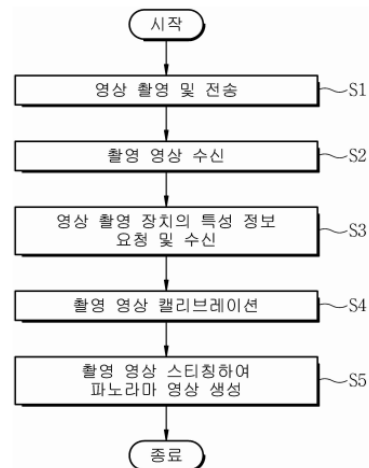 시작
영상 촬영 및 전송
S1
촬영 영상 수신
S2
영상 촬영 장치의 특성 정보
요청 및 수신
S3
촬영 영상 캘리브레이션
S4
촬영 영상 스티칭하여
파노라마 영상 생성
S5
종료